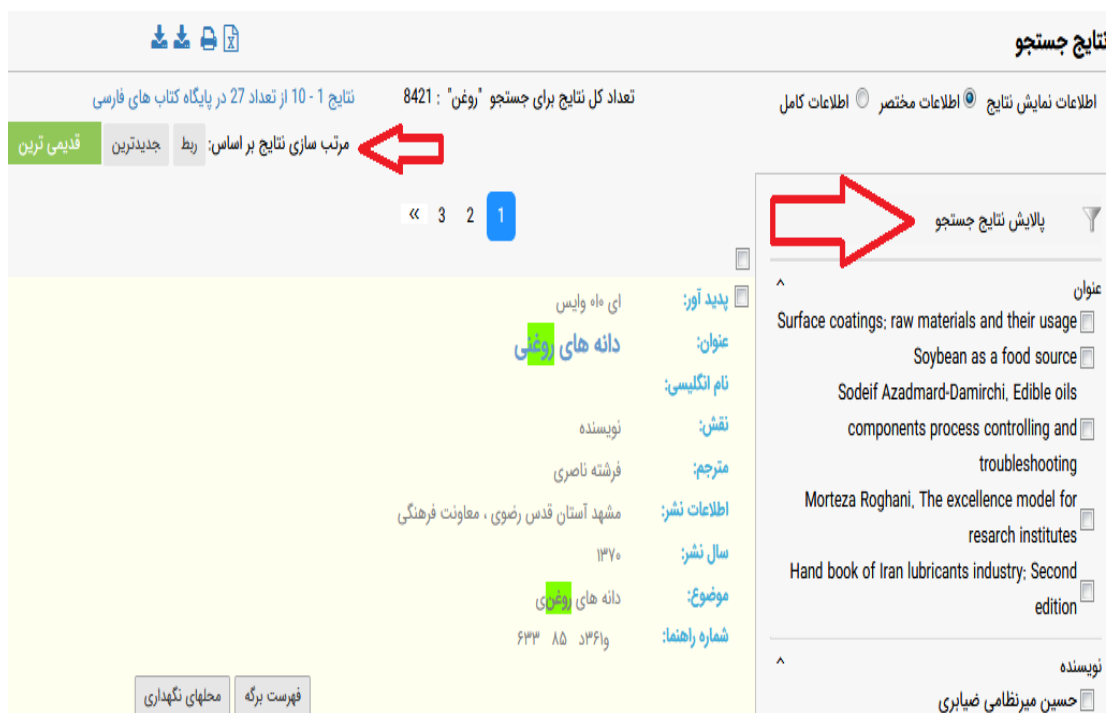 نتایج جستجو
اطلاعات نمایش نتایج اطلاعات مختصر اطلاعات کامل
تعداد کل نتایج برای جستجو "روغن" : 8421
نتایج 1 - 10 از تعداد 27 در پایگاه کتاب های فارسی
مرتب سازی نتایج بر اساس: ربط جدیدترین قدیمی ترین
1 2 3 »
پالایش نتایج جستجو
عنوان
Surface coatings; raw materials and their usage
Soybean as a food source
Sodeif Azadmard-Damirchi, Edible oils
components process controlling and
troubleshooting
Morteza Roghani, The excellence model for
resarch institutes
Hand book of Iran lubricants industry; Second
edition
نویسنده
حسین میرنظامی ضیابری
پدید آور: ای ۰ا۰ وایس
عنوان: دانه های روغنی
نام انگلیسی:
نقش: نویسنده
مترجم: فرشته ناصری
اطلاعات نشر: مشهد آستان قدس رضوی ، معاونت فرهنگی
سال نشر: ۱۳۷۰
موضوع: دانه های روغنی
شماره راهنما: و۳۶۱د ۸۵ ۶۳۳
فهرست برگه محلهای نگهداری